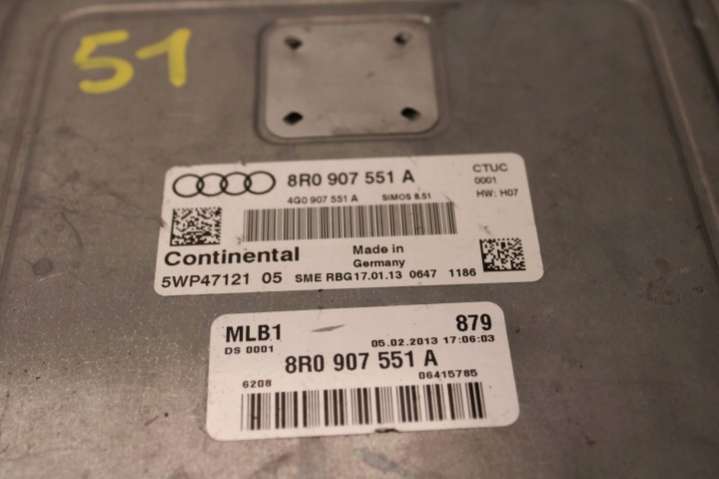 51
8R0 907 551 A
CTUC
0001
HW: H07
4G0 907 551 A SIMOS 8.51
Continental
Made in
Germany
5WP47121 05 SME RBG17.01.13 0647 1186
MLB1
DS 0001
879
05.02.2013 17:06:03
8R0 907 551 A
6208
06415785